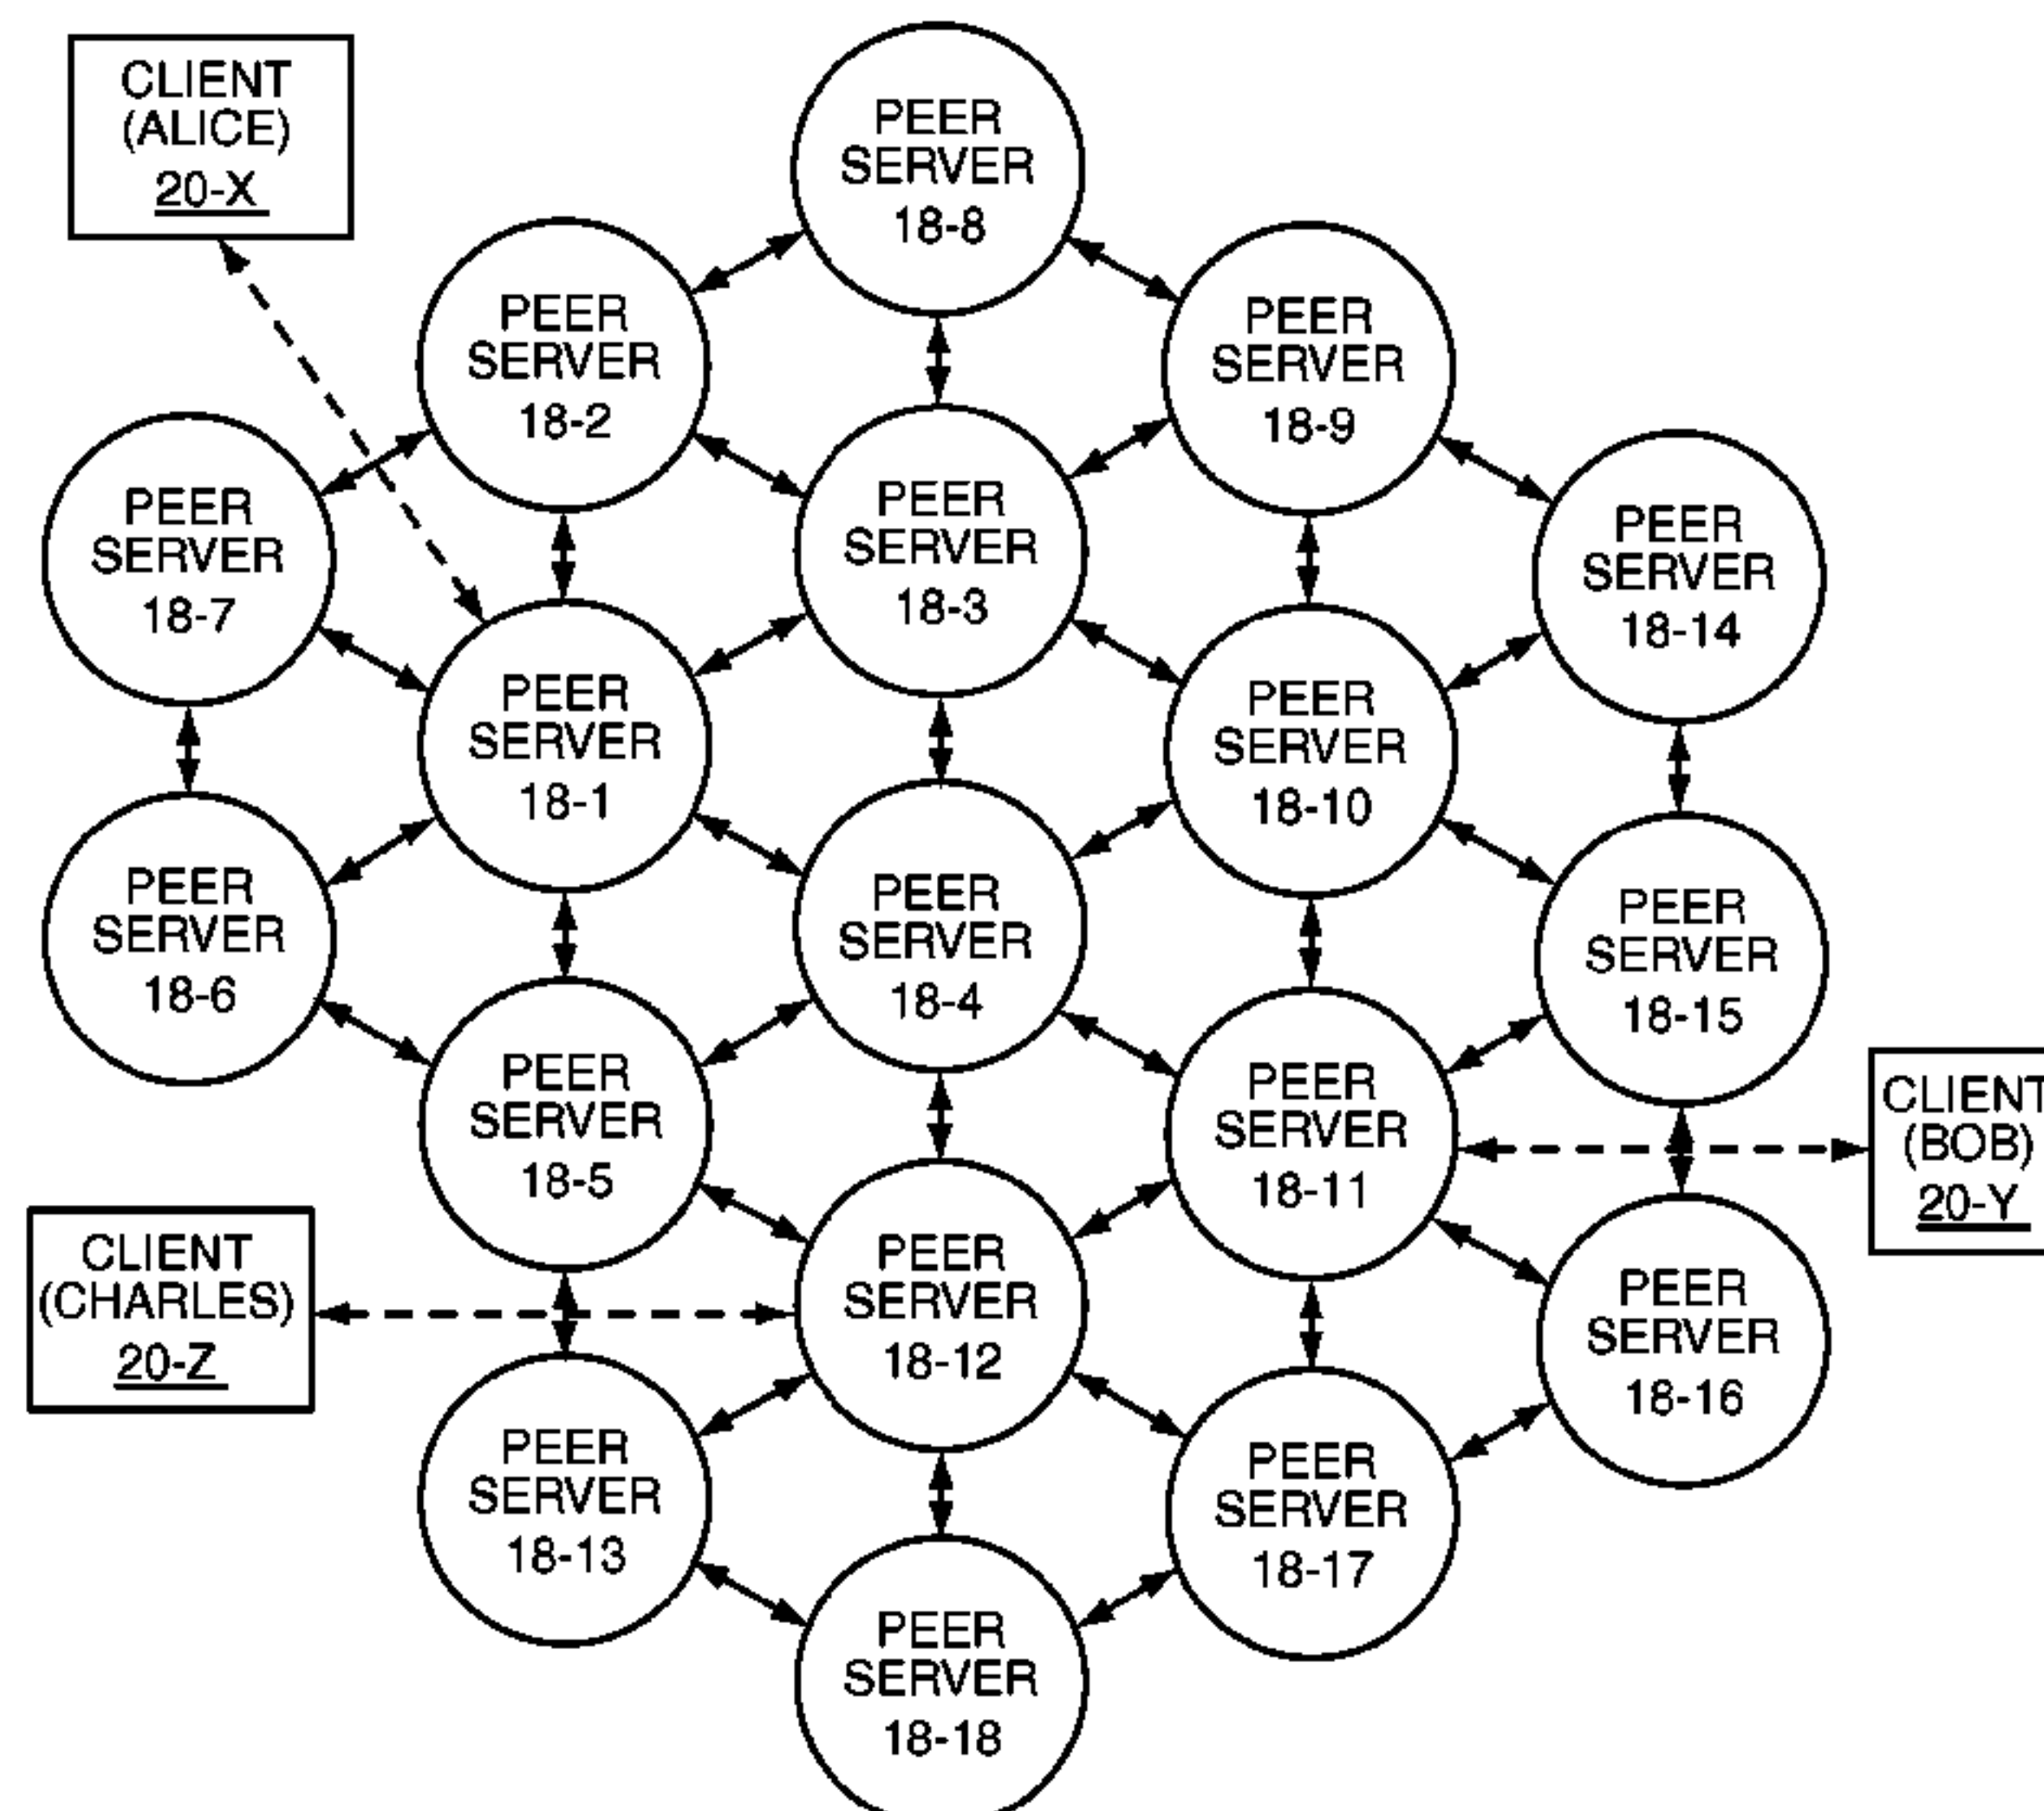 CLIENT
(ALICE)
20-X
PEER
SERVER
18-8
PEER
SERVER
18-2
PEER
SERVER
18-9
PEER
SERVER
18-7
PEER
SERVER
18-3
PEER
SERVER
18-14
PEER
SERVER
18-1
PEER
SERVER
18-10
PEER
SERVER
18-6
PEER
SERVER
18-4
PEER
SERVER
18-15
PEER
SERVER
18-5
PEER
SERVER
18-11
CLIENT
(BOB)
20-Y
CLIENT
(CHARLES)
20-Z
PEER
SERVER
18-12
PEER
SERVER
18-16
PEER
SERVER
18-13
PEER
SERVER
18-17
PEER
SERVER
18-18